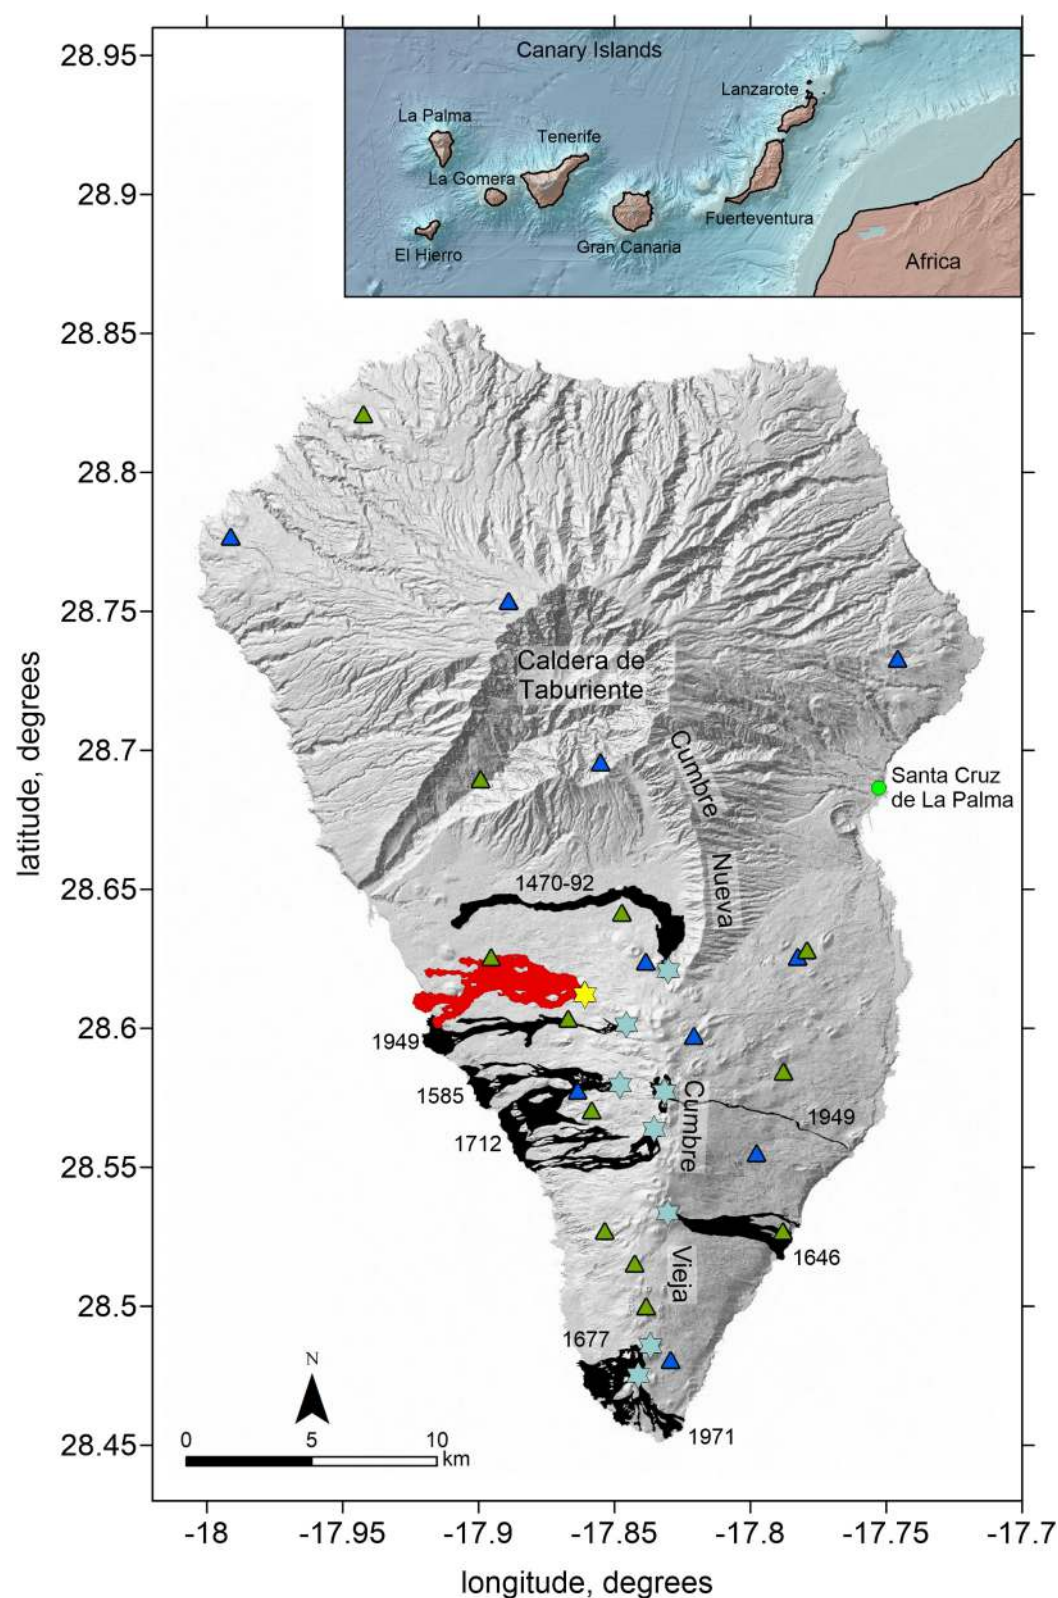 28.95
Canary Islands
Lanzarote
La Palma
Tenerife
La Gomera
28.9
Fuerteventura
Gran Canaria
El Hierro
Africa
28.85
28.8
28.75
Caldera de
Taburiente
latitude, degrees
28.7
Cumbre
Nueva
Santa Cruz
de La Palma
28.65
1470-92
28.6
1949
1585
1712
Cumbre
Vieja
1949
28.55
1646
28.5
1677
N
0 5 10
km
1971
28.45
-18 -17.95 -17.9 -17.85 -17.8 -17.75 -17.7
longitude, degrees